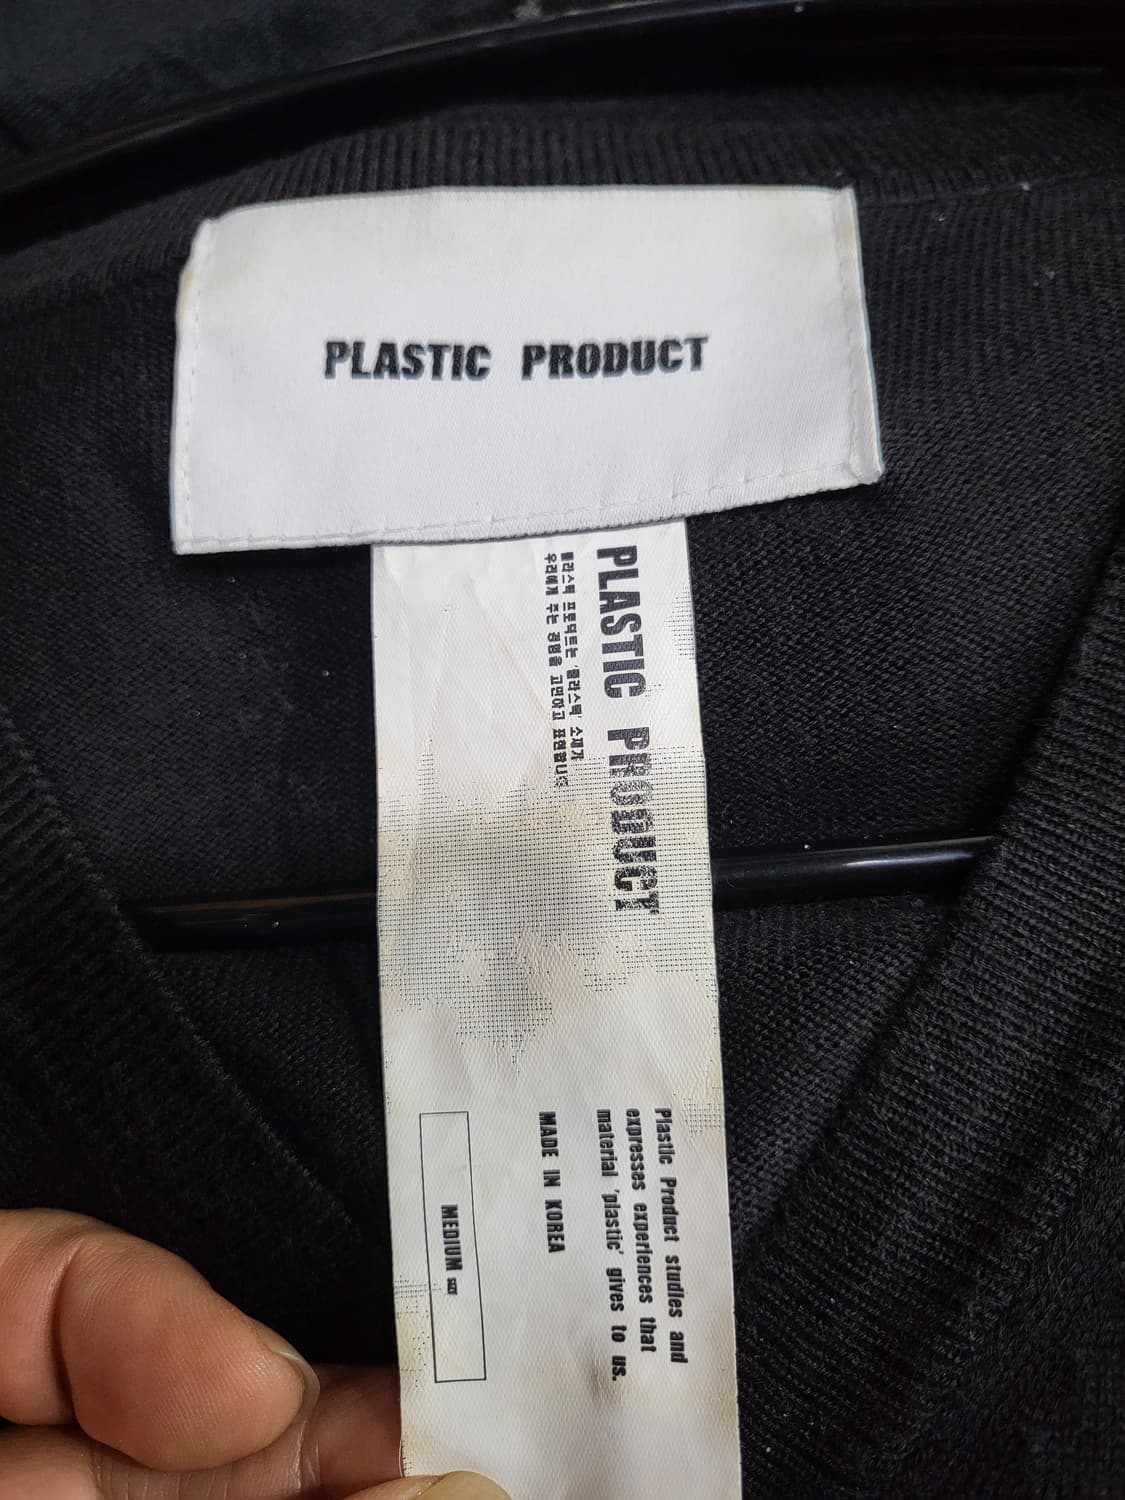 PLASTIC PRODUCT
PLASTIC PRODUCT
플라스틱 프로덕트는 '플라스틱' 소재가
우리에게 주는 경험을 고민하고 표현합니다
Plastic Product studies and
expresses experiences that
material 'plastic' gives to us.
MADE IN KOREA
MEDIUM SIZE